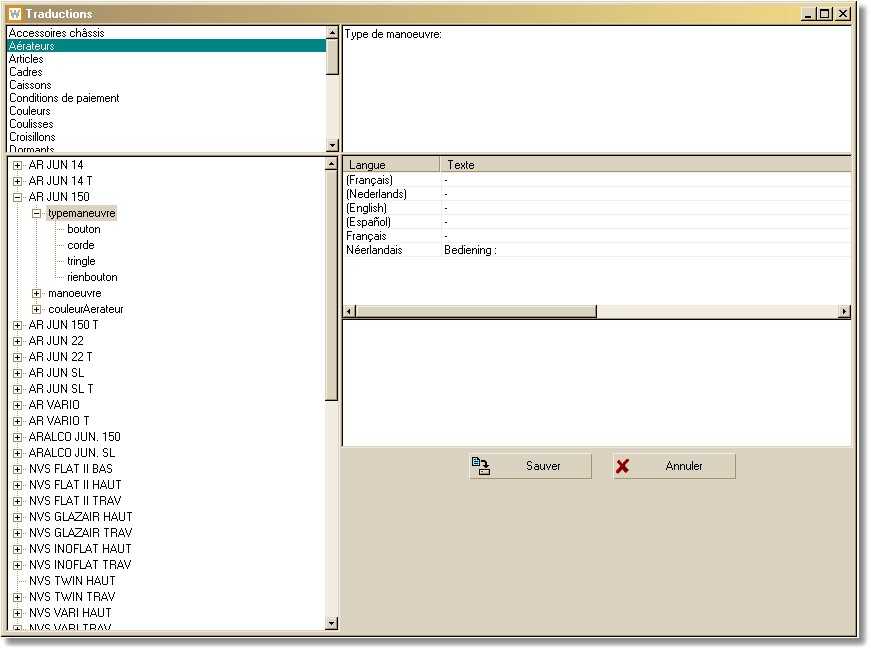 Traductions
Accessoires châssis
Aérateurs
Articles
Cadres
Caissons
Conditions de paiement
Couleurs
Coulisses
Croisillons
Dormants
Type de manoeuvre:
AR JUN 14
AR JUN 14 T
AR JUN 150
typemaneuvre
bouton
corde
tringle
rienbouton
manoeuvre
couleurAerateur
AR JUN 150 T
AR JUN 22
AR JUN 22 T
AR JUN SL
AR JUN SL T
AR VARIO
AR VARIO T
ARALCO JUN. 150
ARALCO JUN. SL
NVS FLAT II BAS
NVS FLAT II HAUT
NVS FLAT II TRAV
NVS GLAZAIR HAUT
NVS GLAZAIR TRAV
NVS INOFLAT HAUT
NVS INOFLAT TRAV
NVS TWIN HAUT
NVS TWIN TRAV
NVS VARI HAUT
NVS VARI TRAV
Langue Texte
(Français) -
(Nederlands) -
(English) -
(Español) -
Français -
Néerlandais Bediening :
Sauver Annuler